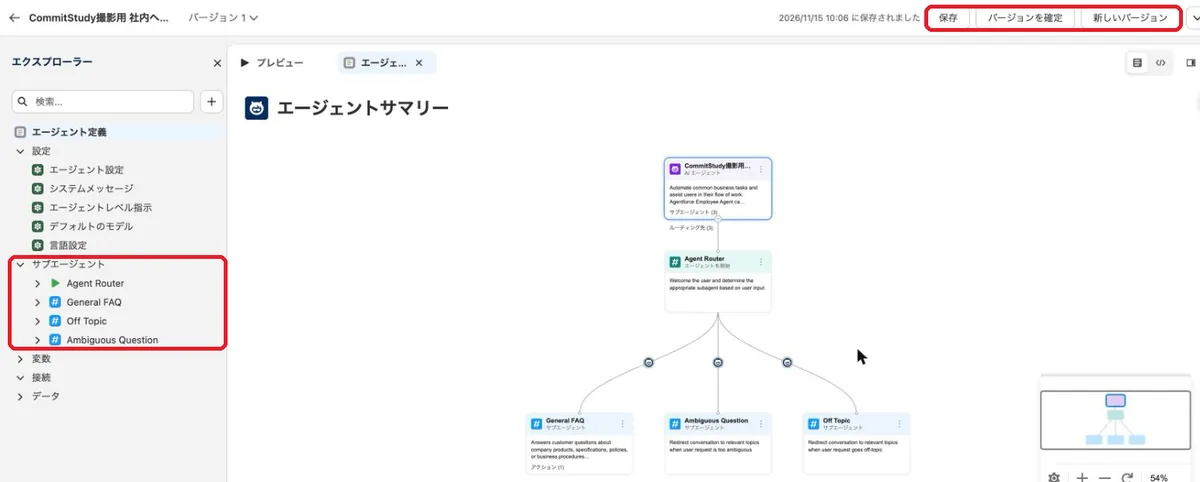 CommitStudy撮影用 社内ヘ... バージョン 1 2026/11/15 10:06 に保存されました 保存 バージョンを確定 新しいバージョン
エクスプローラー
プレビュー エージェ...
検索...
エージェントサマリー
エージェント定義
設定
エージェント設定
システムメッセージ
エージェントレベル指示
デフォルトのモデル
言語設定
サブエージェント
Agent Router
General FAQ
Off Topic
Ambiguous Question
変数
接続
データ
CommitStudy撮影用...
AI エージェント
Automate common business tasks and
assist users in their flow of work.
Agentforce Employee Agent ca...
サブエージェント (3)
ルーティング先 (3)
Agent Router
エージェントを開始
Welcome the user and determine the
appropriate subagent based on user input
General FAQ
サブエージェント
Answers customer questions about
company products, specifications, policies,
or business procedures...
アクション (1)
Ambiguous Question
サブエージェント
Redirect conversation to relevant topics
when user request is too ambiguous
Off Topic
サブエージェント
Redirect conversation to relevant topics
when user request goes off-topic
54%